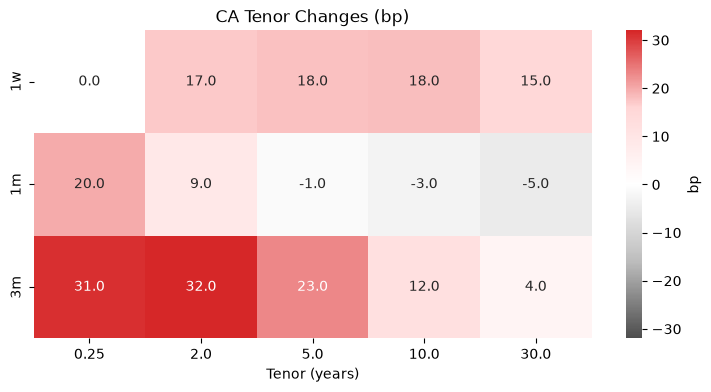 CA Tenor Changes (bp)
1w
0.0 17.0 18.0 18.0 15.0
1m
20.0 9.0 -1.0 -3.0 -5.0
3m
31.0 32.0 23.0 12.0 4.0
0.25 2.0 5.0 10.0 30.0
Tenor (years)
30
20
10
0
−10
−20
−30
bp